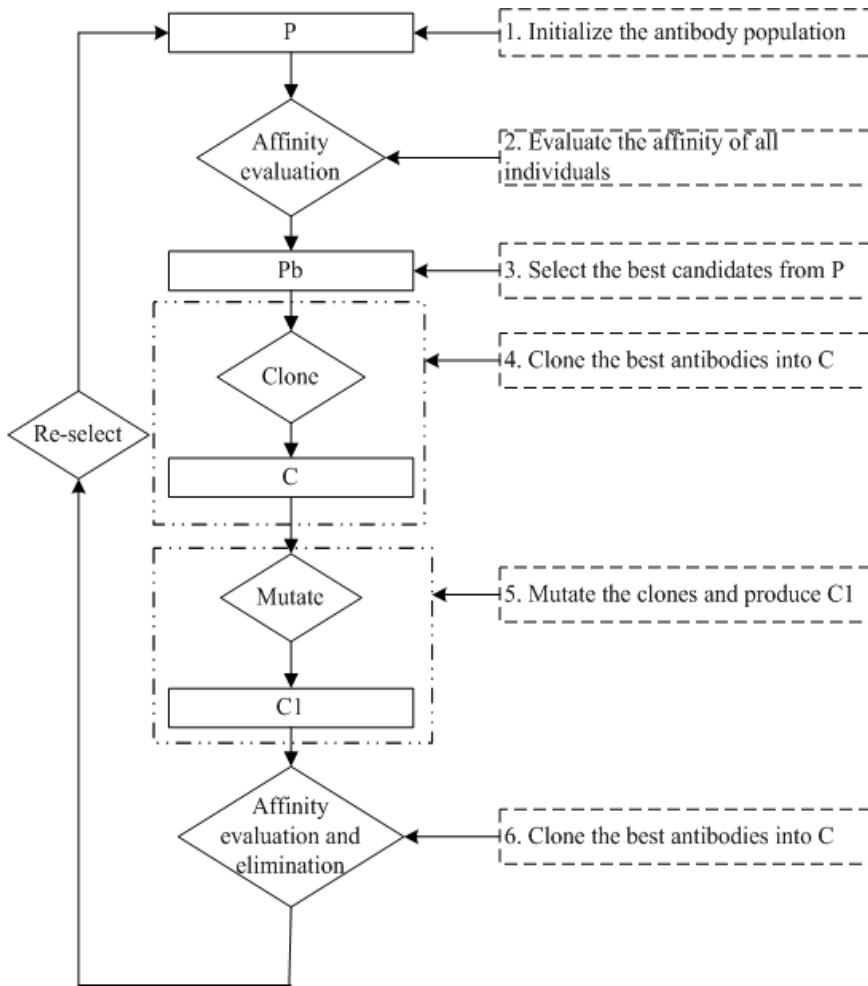 P
1. Initialize the antibody population
Affinity
evaluation
2. Evaluate the affinity of all
individuals
Pb
3. Select the best candidates from P
Clone
4. Clone the best antibodies into C
Re-select
C
Mutate
5. Mutate the clones and produce C1
C1
Affinity
evaluation and
elimination
6. Clone the best antibodies into C